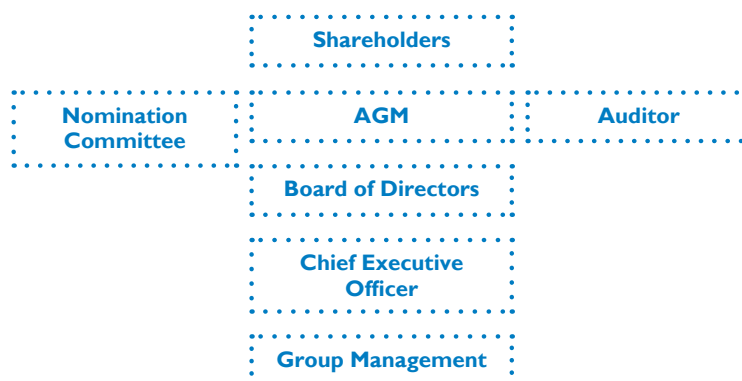 Shareholders
Nomination
Committee
AGM
Auditor
Board of Directors
Chief Executive
Officer
Group Management